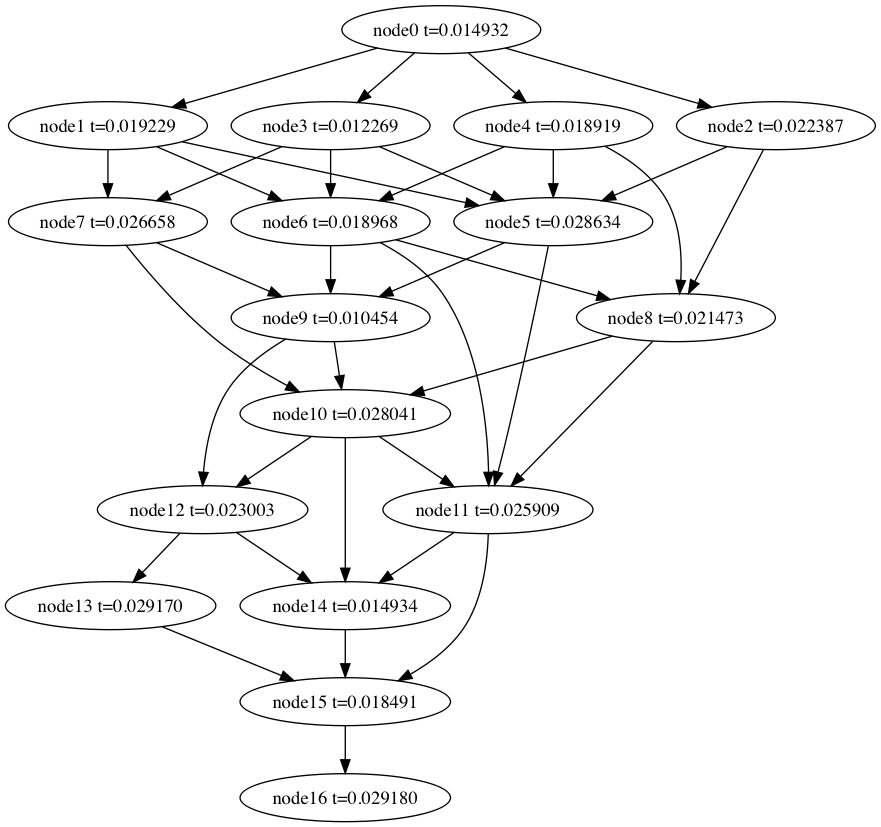 node0 t=0.014932
node1 t=0.019229
node3 t=0.012269
node4 t=0.018919
node2 t=0.022387
node7 t=0.026658
node6 t=0.018968
node5 t=0.028634
node9 t=0.010454
node8 t=0.021473
node10 t=0.028041
node12 t=0.023003
node11 t=0.025909
node13 t=0.029170
node14 t=0.014934
node15 t=0.018491
node16 t=0.029180